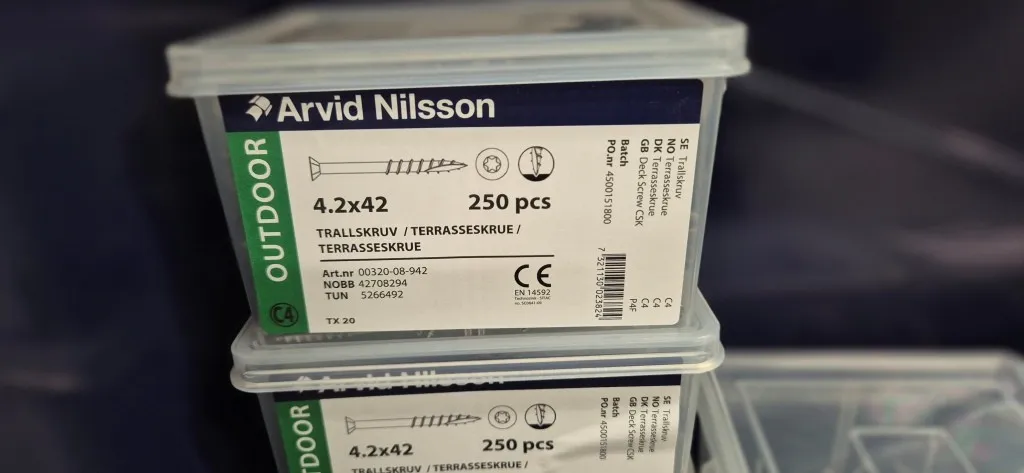 Arvid Nilsson
OUTDOOR
C4
4.2x42
250 pcs
TRALLSKRUV / TERRASSESKRUE /
TERRASSESKRUE
Art.nr 00320-08-942
NOBB 42708294
TUN 5266492
TX 20
CE
EN 14592
SE Trallskruv C4
NO Terrasseskrue C4
DK Terrasseskrue C4
GB Deck Screw CSK P4F
Batch
PO.nr 4500151800
7 321130 023824
Arvid Nilsson
OUTDOOR
4.2x42
250 pcs
TRALLSKRUV / TERRASSESKRUE /
SE Trallskruv
NO Terrasseskrue
DK Terrasseskrue
GB Deck Screw CSK
Batch
PO.nr 4500151800